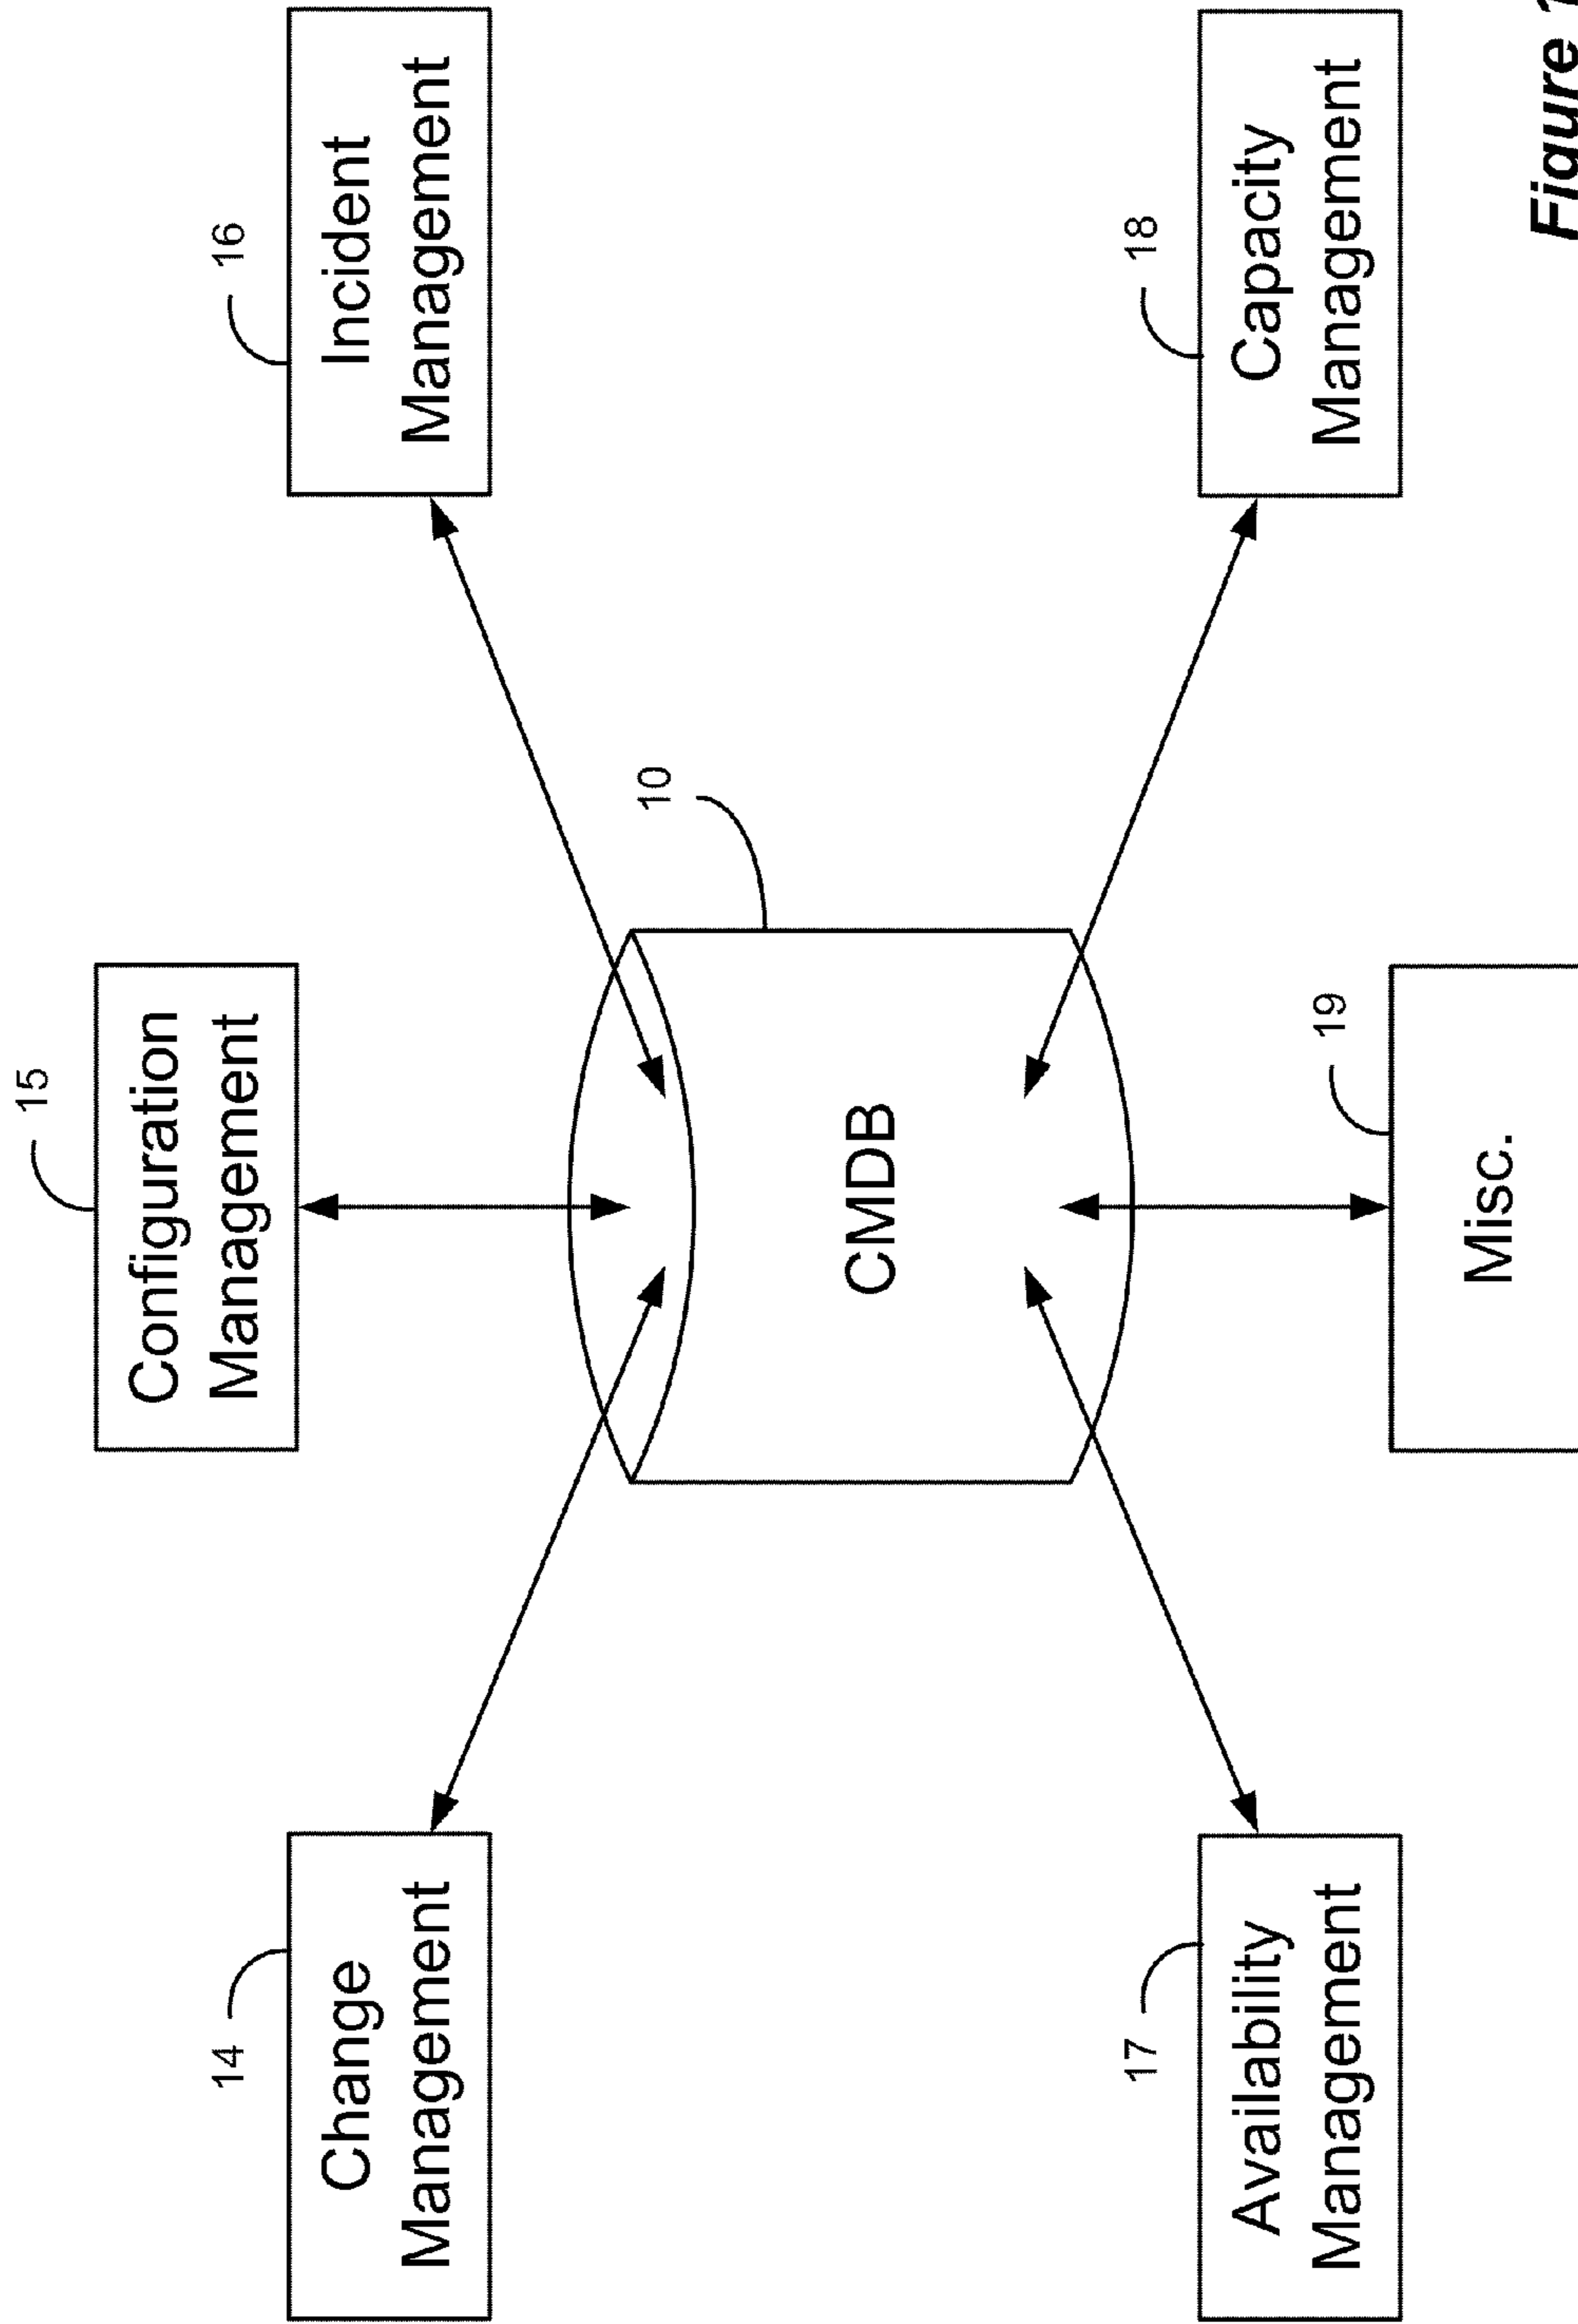 15
Configuration
Management
14
Change
Management
16
Incident
Management
10
CMDB
17
Availability
Management
18
Capacity
Management
19
Misc.
Figure 1